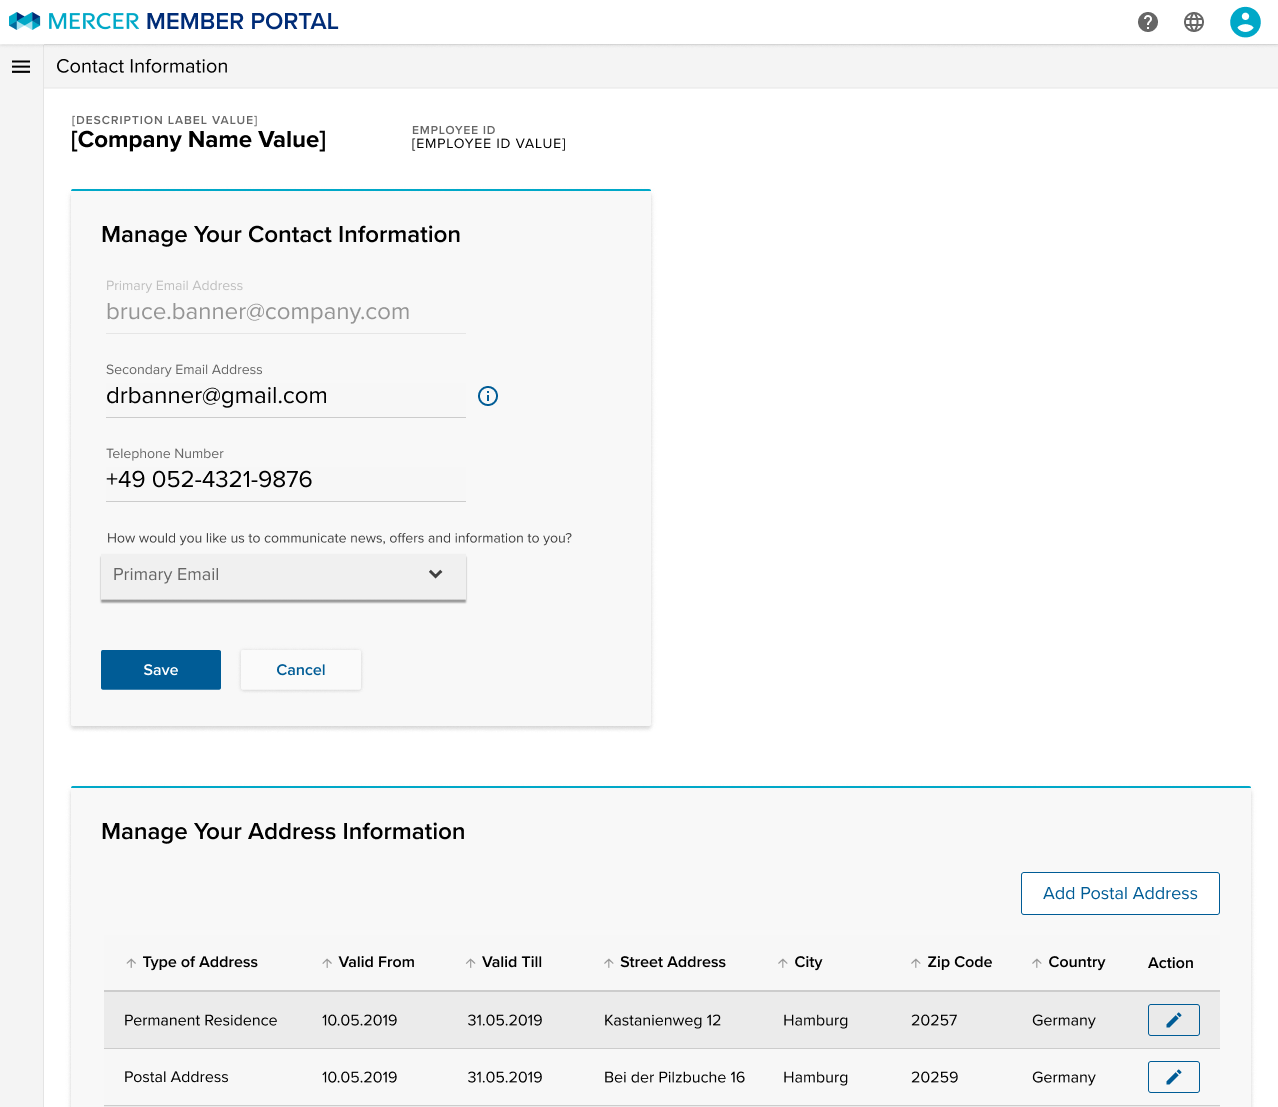 MERCER MEMBER PORTAL
Contact Information
[DESCRIPTION LABEL VALUE]
[Company Name Value]
EMPLOYEE ID
[EMPLOYEE ID VALUE]
Manage Your Contact Information
Primary Email Address
bruce.banner@company.com
Secondary Email Address
drbanner@gmail.com
Telephone Number
+49 052-4321-9876
How would you like us to communicate news, offers and information to you?
Primary Email
Save Cancel
Manage Your Address Information
Add Postal Address
Type of Address Valid From Valid Till Street Address City Zip Code Country Action
Permanent Residence 10.05.2019 31.05.2019 Kastanienweg 12 Hamburg 20257 Germany
Postal Address 10.05.2019 31.05.2019 Bei der Pilzbuche 16 Hamburg 20259 Germany